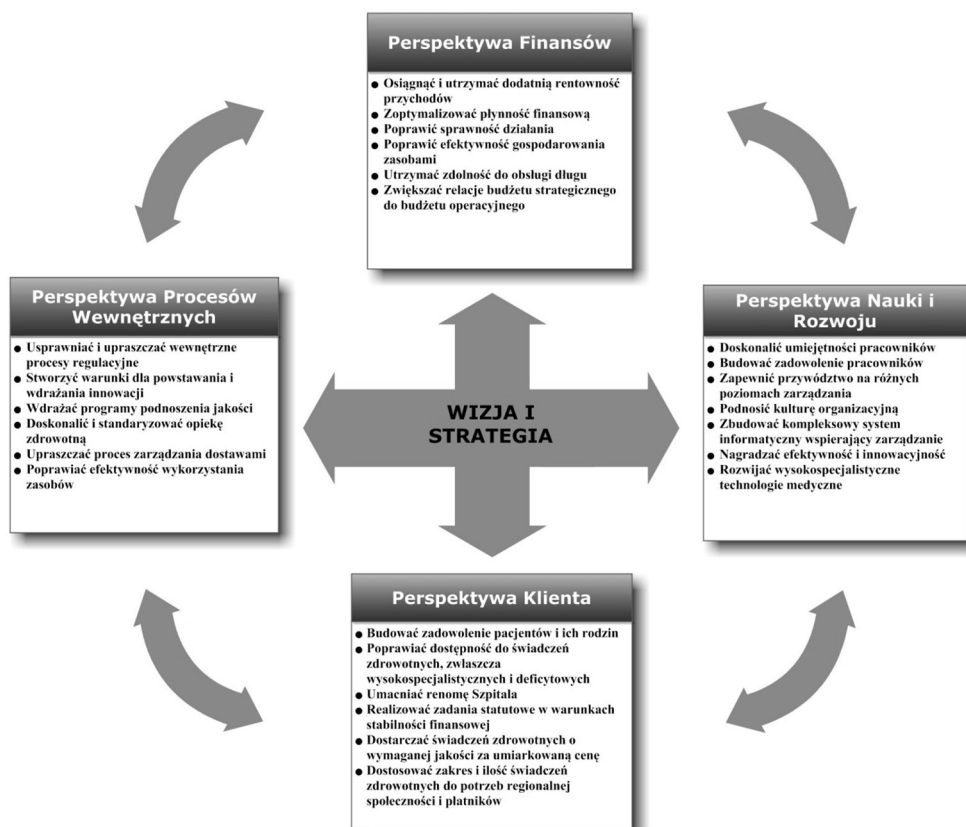 Perspektywa Finansów
● Osiągnąć i utrzymać dodatnią rentowność
przychodów
● Zoptymalizować płynność finansową
● Poprawić sprawność działania
● Poprawić efektywność gospodarowania
zasobami
● Utrzymać zdolność do obsługi długu
● Zwiększać relacje budżetu strategicznego
do budżetu operacyjnego
Perspektywa Procesów
Wewnętrznych
● Usprawniać i upraszczać wewnętrzne
procesy regulacyjne
● Stworzyć warunki dla powstawania i
wdrażania innowacji
● Wdrażać programy podnoszenia jakości
● Doskonalić i standaryzować opiekę
zdrowotną
● Upraszczać proces zarządzania dostawami
● Poprawiać efektywność wykorzystania
zasobów
WIZJA I
STRATEGIA
Perspektywa Nauki i
Rozwoju
● Doskonalić umiejętności pracowników
● Budować zadowolenie pracowników
● Zapewnić przywództwo na różnych
poziomach zarządzania
● Podnosić kulturę organizacyjną
● Zbudować kompleksowy system
informatyczny wspierający zarządzanie
● Nagradzać efektywność i innowacyjność
● Rozwijać wysokospecjalistyczne
technologie medyczne
Perspektywa Klienta
● Budować zadowolenie pacjentów i ich rodzin
● Poprawiać dostępność do świadczeń
zdrowotnych, zwłaszcza
wysokospecjalistycznych i deficytowych
● Umacniać renomę Szpitala
● Realizować zadania statutowe w warunkach
stabilności finansowej
● Dostarczać świadczeń zdrowotnych o
wymaganej jakości za umiarkowaną cenę
● Dostosować zakres i ilość świadczeń
zdrowotnych do potrzeb regionalnej
społeczności i płatników